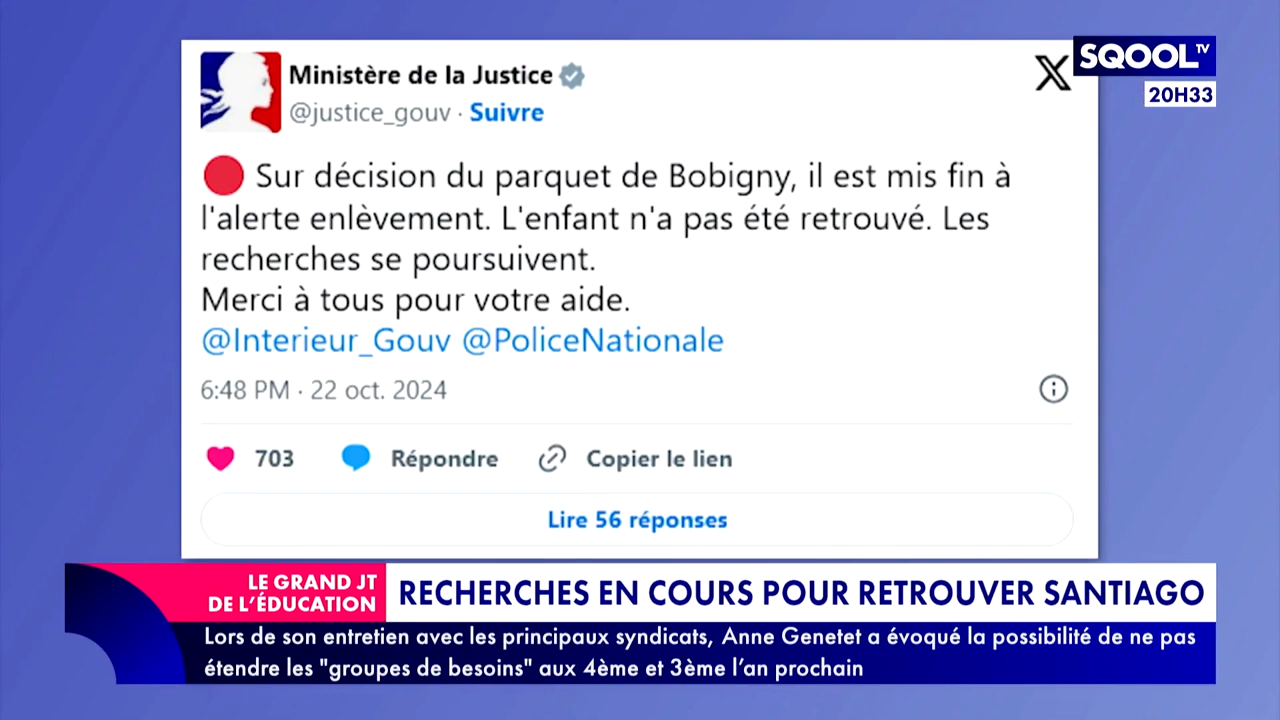 SQOOL TV
20H33
Ministère de la Justice
@justice_gouv · Suivre
Sur décision du parquet de Bobigny, il est mis fin à
l'alerte enlèvement. L'enfant n'a pas été retrouvé. Les
recherches se poursuivent.
Merci à tous pour votre aide.
@Interieur_Gouv @PoliceNationale
6:48 PM · 22 oct. 2024
703 Répondre Copier le lien
Lire 56 réponses
LE GRAND JT
DE L'ÉDUCATION
RECHERCHES EN COURS POUR RETROUVER SANTIAGO
Lors de son entretien avec les principaux syndicats, Anne Genetet a évoqué la possibilité de ne pas
étendre les "groupes de besoins" aux 4ème et 3ème l'an prochain